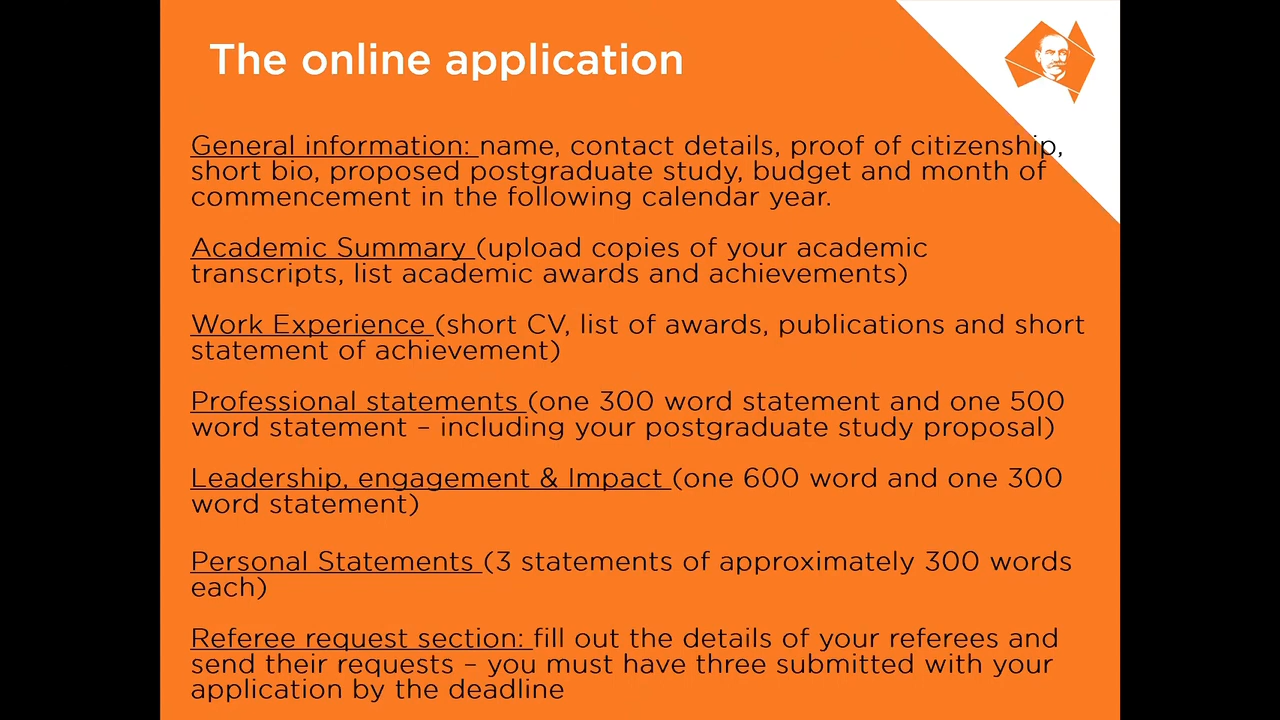 The online application
General information: name, contact details, proof of citizenship,
short bio, proposed postgraduate study, budget and month of
commencement in the following calendar year.
Academic Summary (upload copies of your academic
transcripts, list academic awards and achievements)
Work Experience (short CV, list of awards, publications and short
statement of achievement)
Professional statements (one 300 word statement and one 500
word statement – including your postgraduate study proposal)
Leadership, engagement & Impact (one 600 word and one 300
word statement)
Personal Statements (3 statements of approximately 300 words
each)
Referee request section: fill out the details of your referees and
send their requests – you must have three submitted with your
application by the deadline